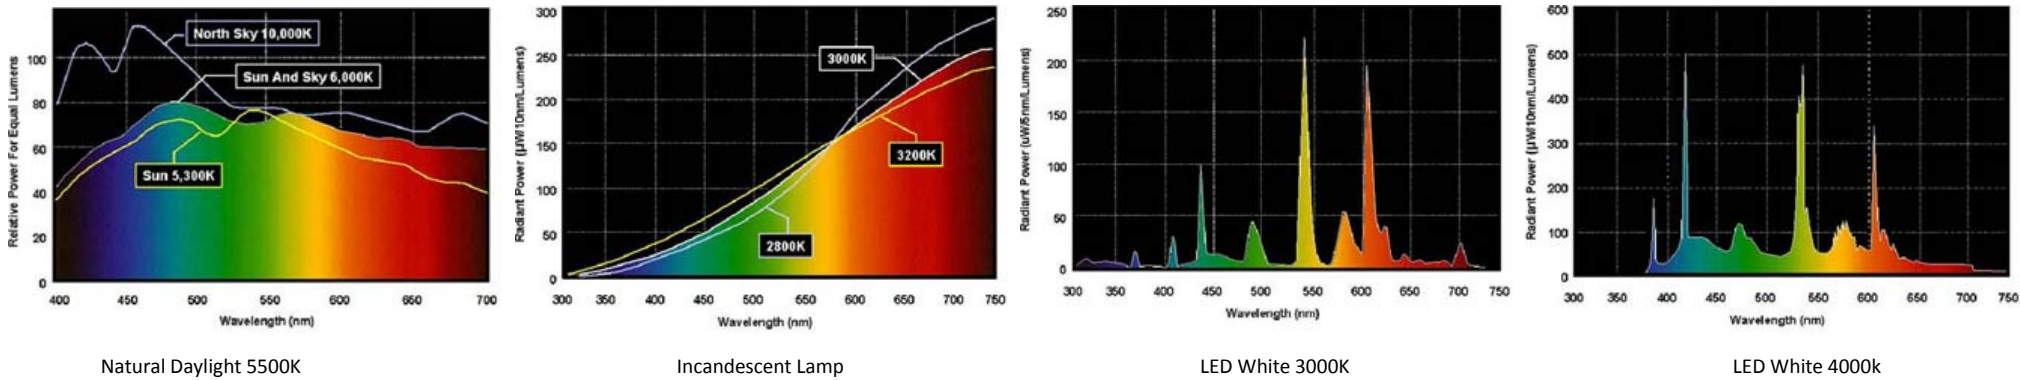 Relative Power For Equal Lumens
100
80
60
40
20
0
North Sky 10,000K
Sun And Sky 6,000K
Sun 5,300K
400 450 500 550 600 650 700
Wavelength (nm)
Natural Daylight 5500K
Radiant Power (µW/10nm/Lumens)
300
250
200
150
100
50
0
3000K
3200K
2800K
300 350 400 450 500 550 600 650 700 750
Wavelength (nm)
Incandescent Lamp
Radiant Power (uW/5nm/Lumens)
250
200
150
100
50
0
300 350 400 450 500 550 600 650 700 750
Wavelength (nm)
LED White 3000K
Radiant Power (µW/10nm/Lumens)
600
500
400
300
200
100
0
300 350 400 450 500 550 600 650 700 750
Wavelength (nm)
LED White 4000k